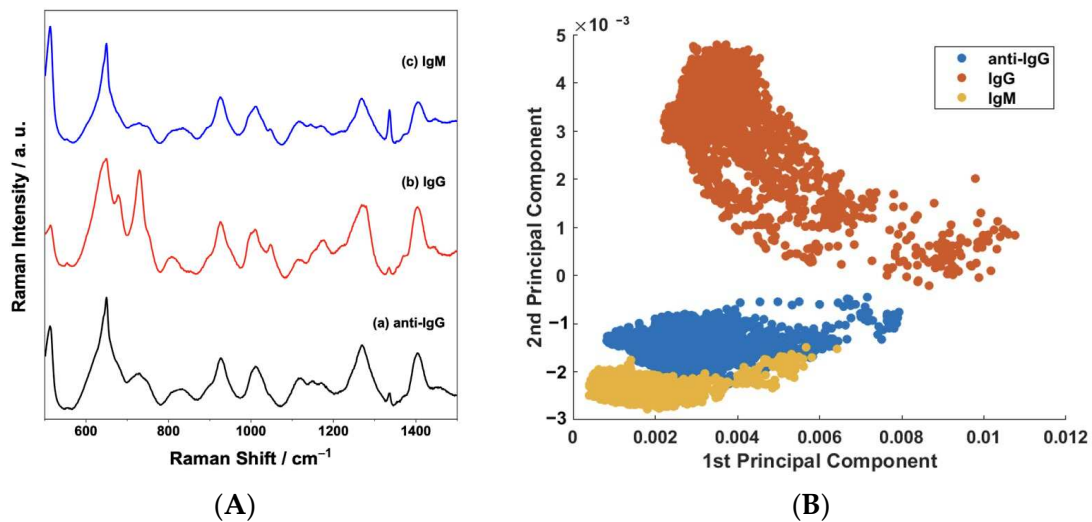 (c) IgM
(b) IgG
(a) anti-IgG
Raman Intensity / a. u.
600 800 1000 1200 1400
Raman Shift / cm⁻¹
(A)
×10⁻³
5
4
3
2
1
0
−1
−2
−3
2nd Principal Component
anti-IgG
IgG
IgM
0 0.002 0.004 0.006 0.008 0.01 0.012
1st Principal Component
(B)